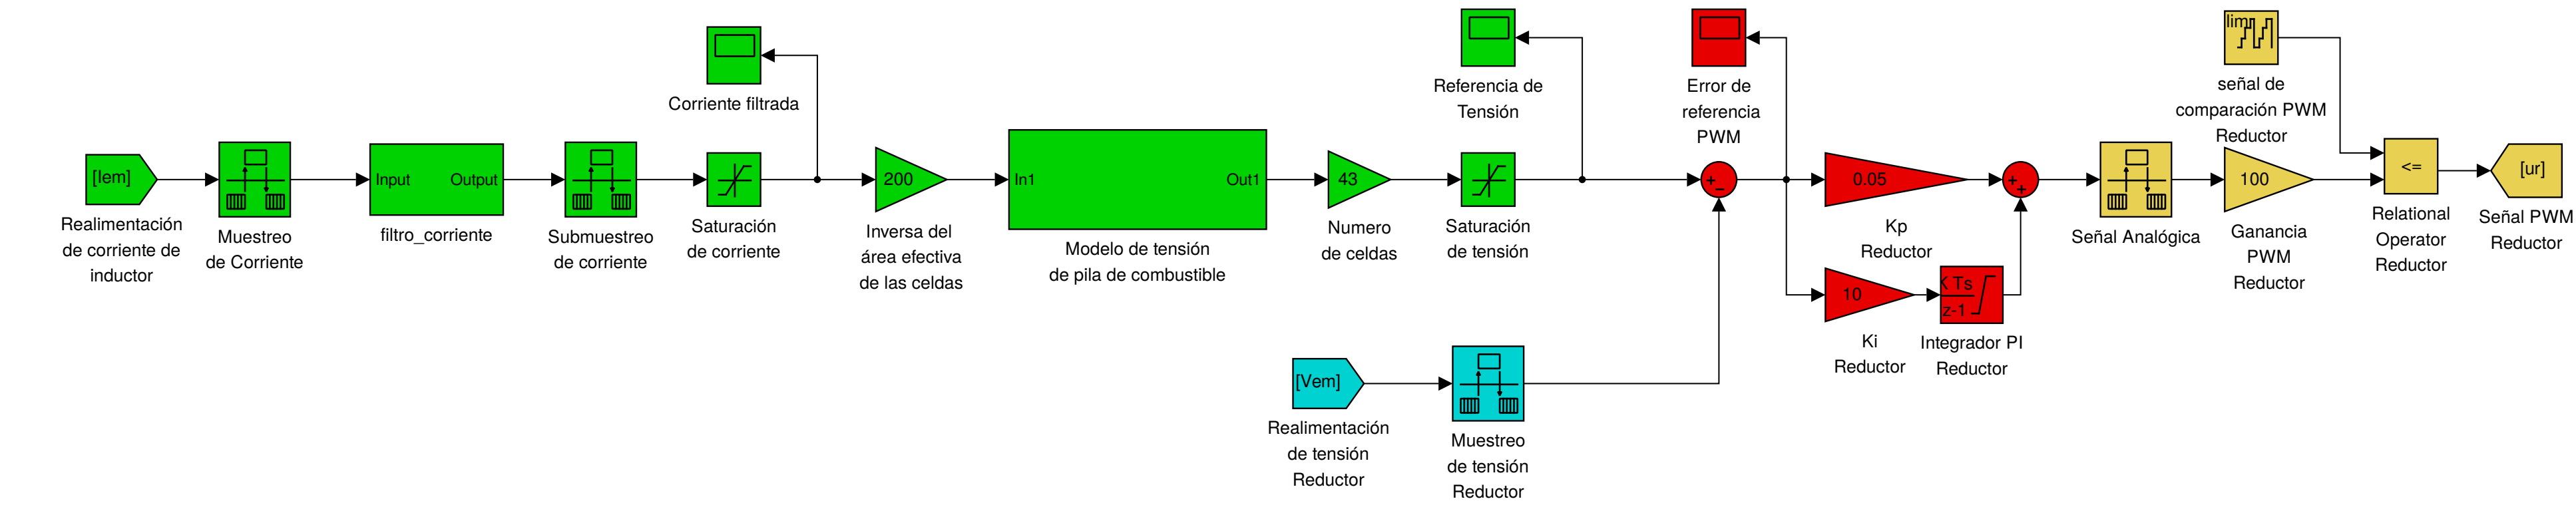 [Iem]
Realimentación
de corriente de
inductor
Muestreo
de Corriente
Input
Output
filtro_corriente
Submuestreo
de corriente
Corriente filtrada
Saturación
de corriente
200
Inversa del
área efectiva
de las celdas
In1
Out1
Modelo de tensión
de pila de combustible
43
Numero
de celdas
Referencia de
Tensión
Saturación
de tensión
[Vem]
Realimentación
de tensión
Reductor
Muestreo
de tensión
Reductor
Error de
referencia
PWM
+
−
0.05
Kp
Reductor
10
Ki
Reductor
K Ts
z-1
Integrador PI
Reductor
+
+
Señal Analógica
lim
señal de
comparación PWM
Reductor
100
Ganancia
PWM
Reductor
<=
Relational
Operator
Reductor
[ur]
Señal PWM
Reductor